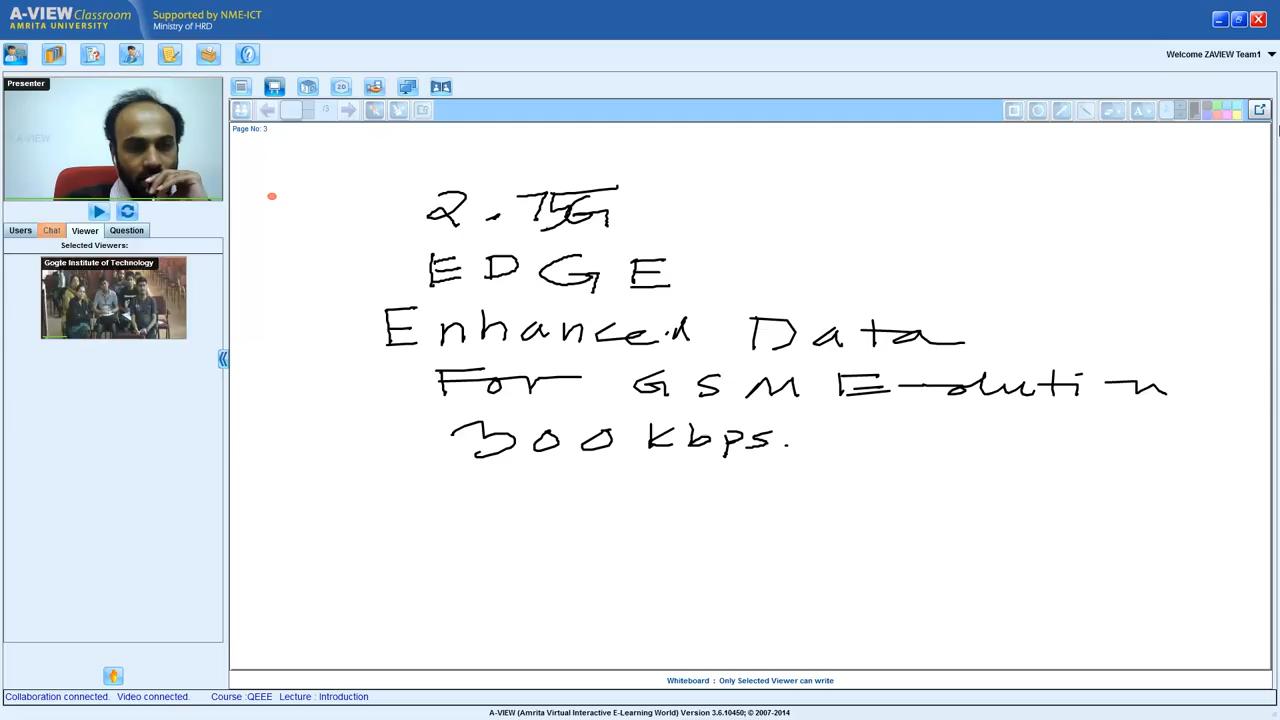 A-VIEW Classroom
AMRITA UNIVERSITY
Supported by NME-ICT
Ministry of HRD
Welcome ZAVIEW Team1
Presenter
A-VIEW
/3
Page No: 3
2D
A
Users Chat Viewer Question
Selected Viewers:
Gogte Institute of Technology
2.75G
EDGE
Enhanced Data
For GSM Evolution
300 kbps.
Whiteboard : Only Selected Viewer can write
Collaboration connected. Video connected. Course :QEEE Lecture : Introduction
A-VIEW (Amrita Virtual Interactive E-Learning World) Version 3.6.10450; © 2007-2014